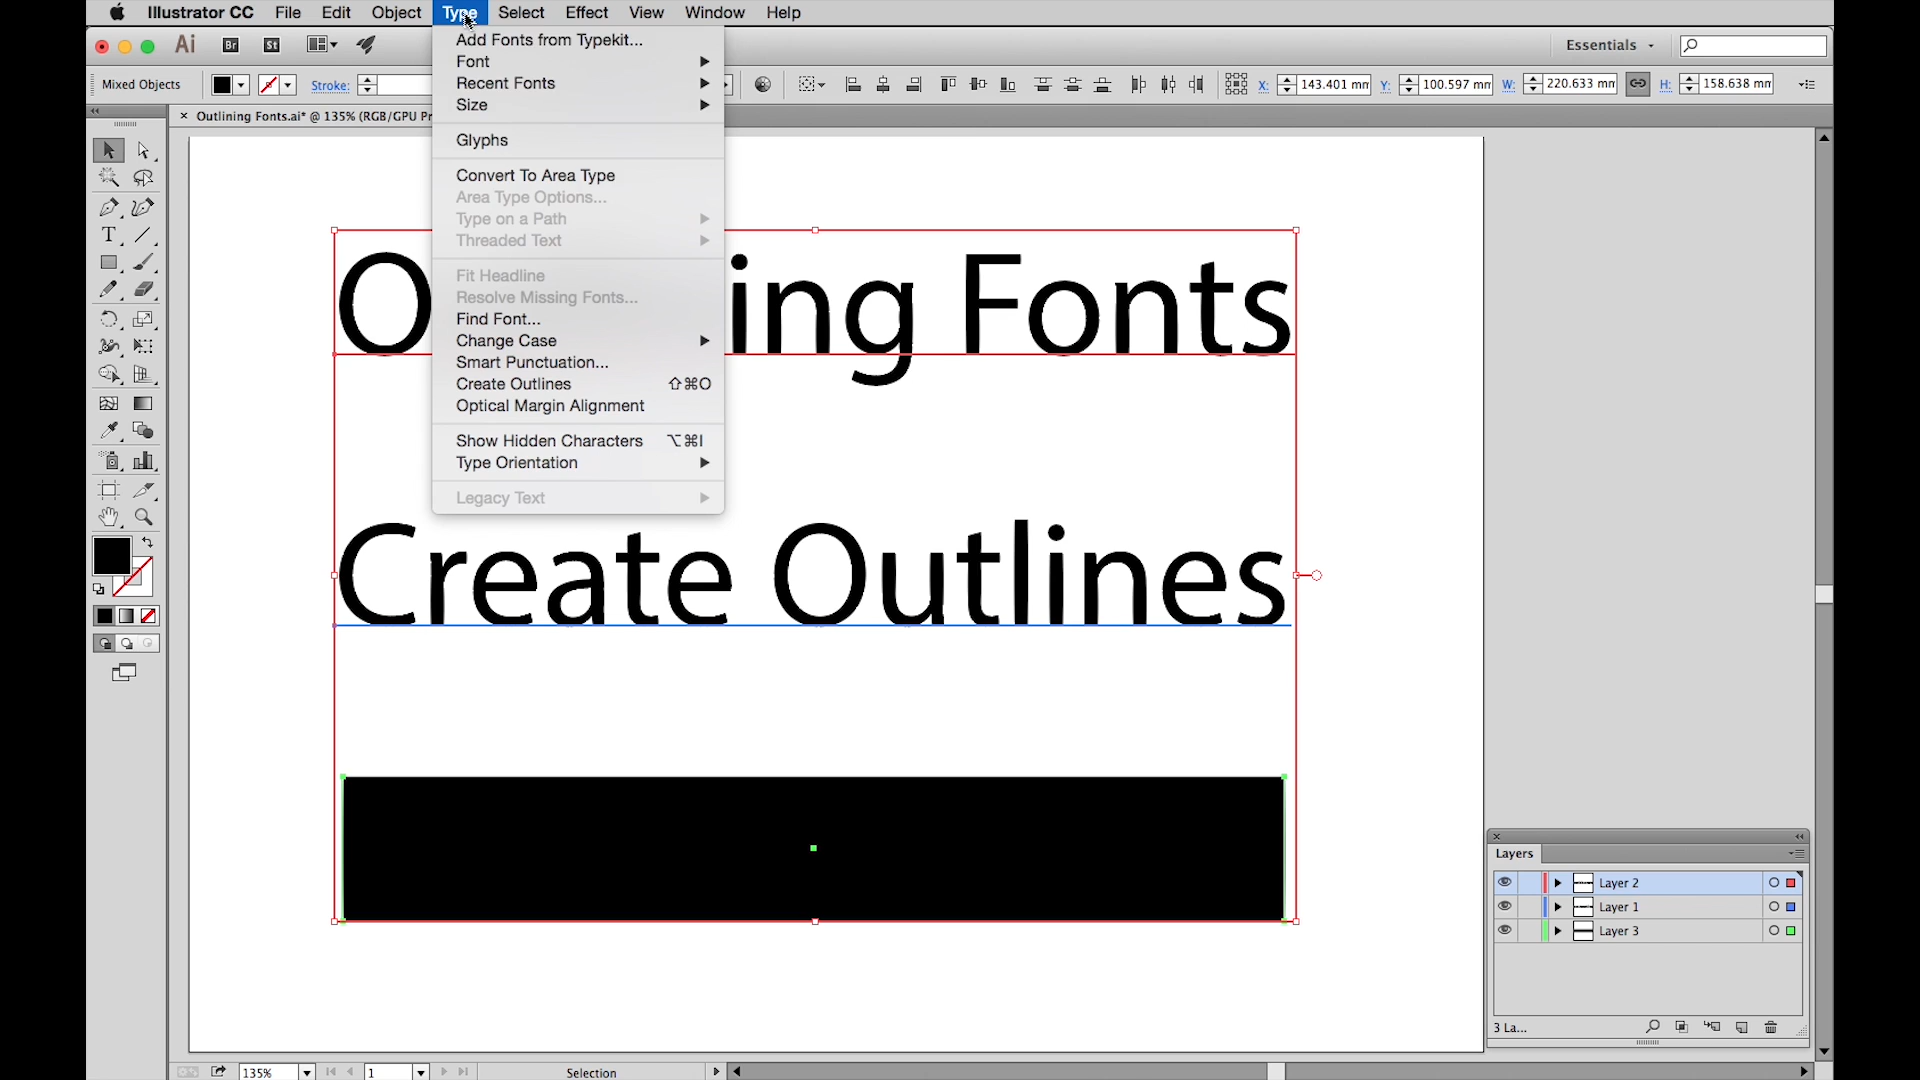 Illustrator CC File Edit Object Type Select Effect View Window Help
Ai Br St Essentials
Mixed Objects Stroke: X: 143.401 mm Y: 100.597 mm W: 220.633 mm H: 158.638 mm
× Outlining Fonts.ai* @ 135% (RGB/GPU Pr
Add Fonts from Typekit...
Font
Recent Fonts
Size
Glyphs
Convert To Area Type
Area Type Options...
Type on a Path
Threaded Text
Fit Headline
Resolve Missing Fonts...
Find Font...
Change Case
Smart Punctuation...
Create Outlines ⇧⌘O
Optical Margin Alignment
Show Hidden Characters ⌥⌘I
Type Orientation
Legacy Text
O ing Fonts
Create Outlines
Layers
Layer 2
Layer 1
Layer 3
3 La...
135% 1 Selection